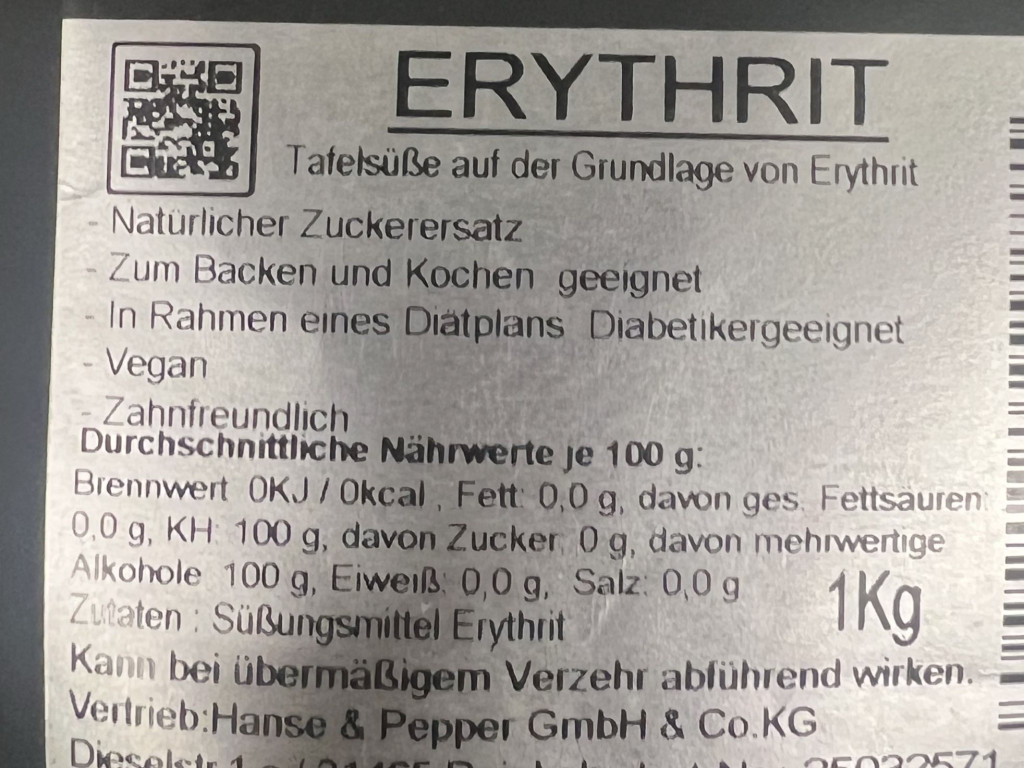 ERYTHRIT
Tafelsüße auf der Grundlage von Erythrit
- Natürlicher Zuckerersatz
- Zum Backen und Kochen geeignet
- In Rahmen eines Diätplans Diabetikergeeignet
- Vegan
- Zahnfreundlich
Durchschnittliche Nährwerte je 100 g:
Brennwert 0KJ / 0kcal , Fett: 0,0 g, davon ges. Fettsäuren:
0,0 g, KH: 100 g, davon Zucker: 0 g, davon mehrwertige
Alkohole 100 g, Eiweiß: 0,0 g, Salz: 0,0 g
1Kg
Zutaten : Süßungsmittel Erythrit
Kann bei übermäßigem Verzehr abführend wirken.
Vertrieb:Hanse & Pepper GmbH & Co.KG
Dieselstr